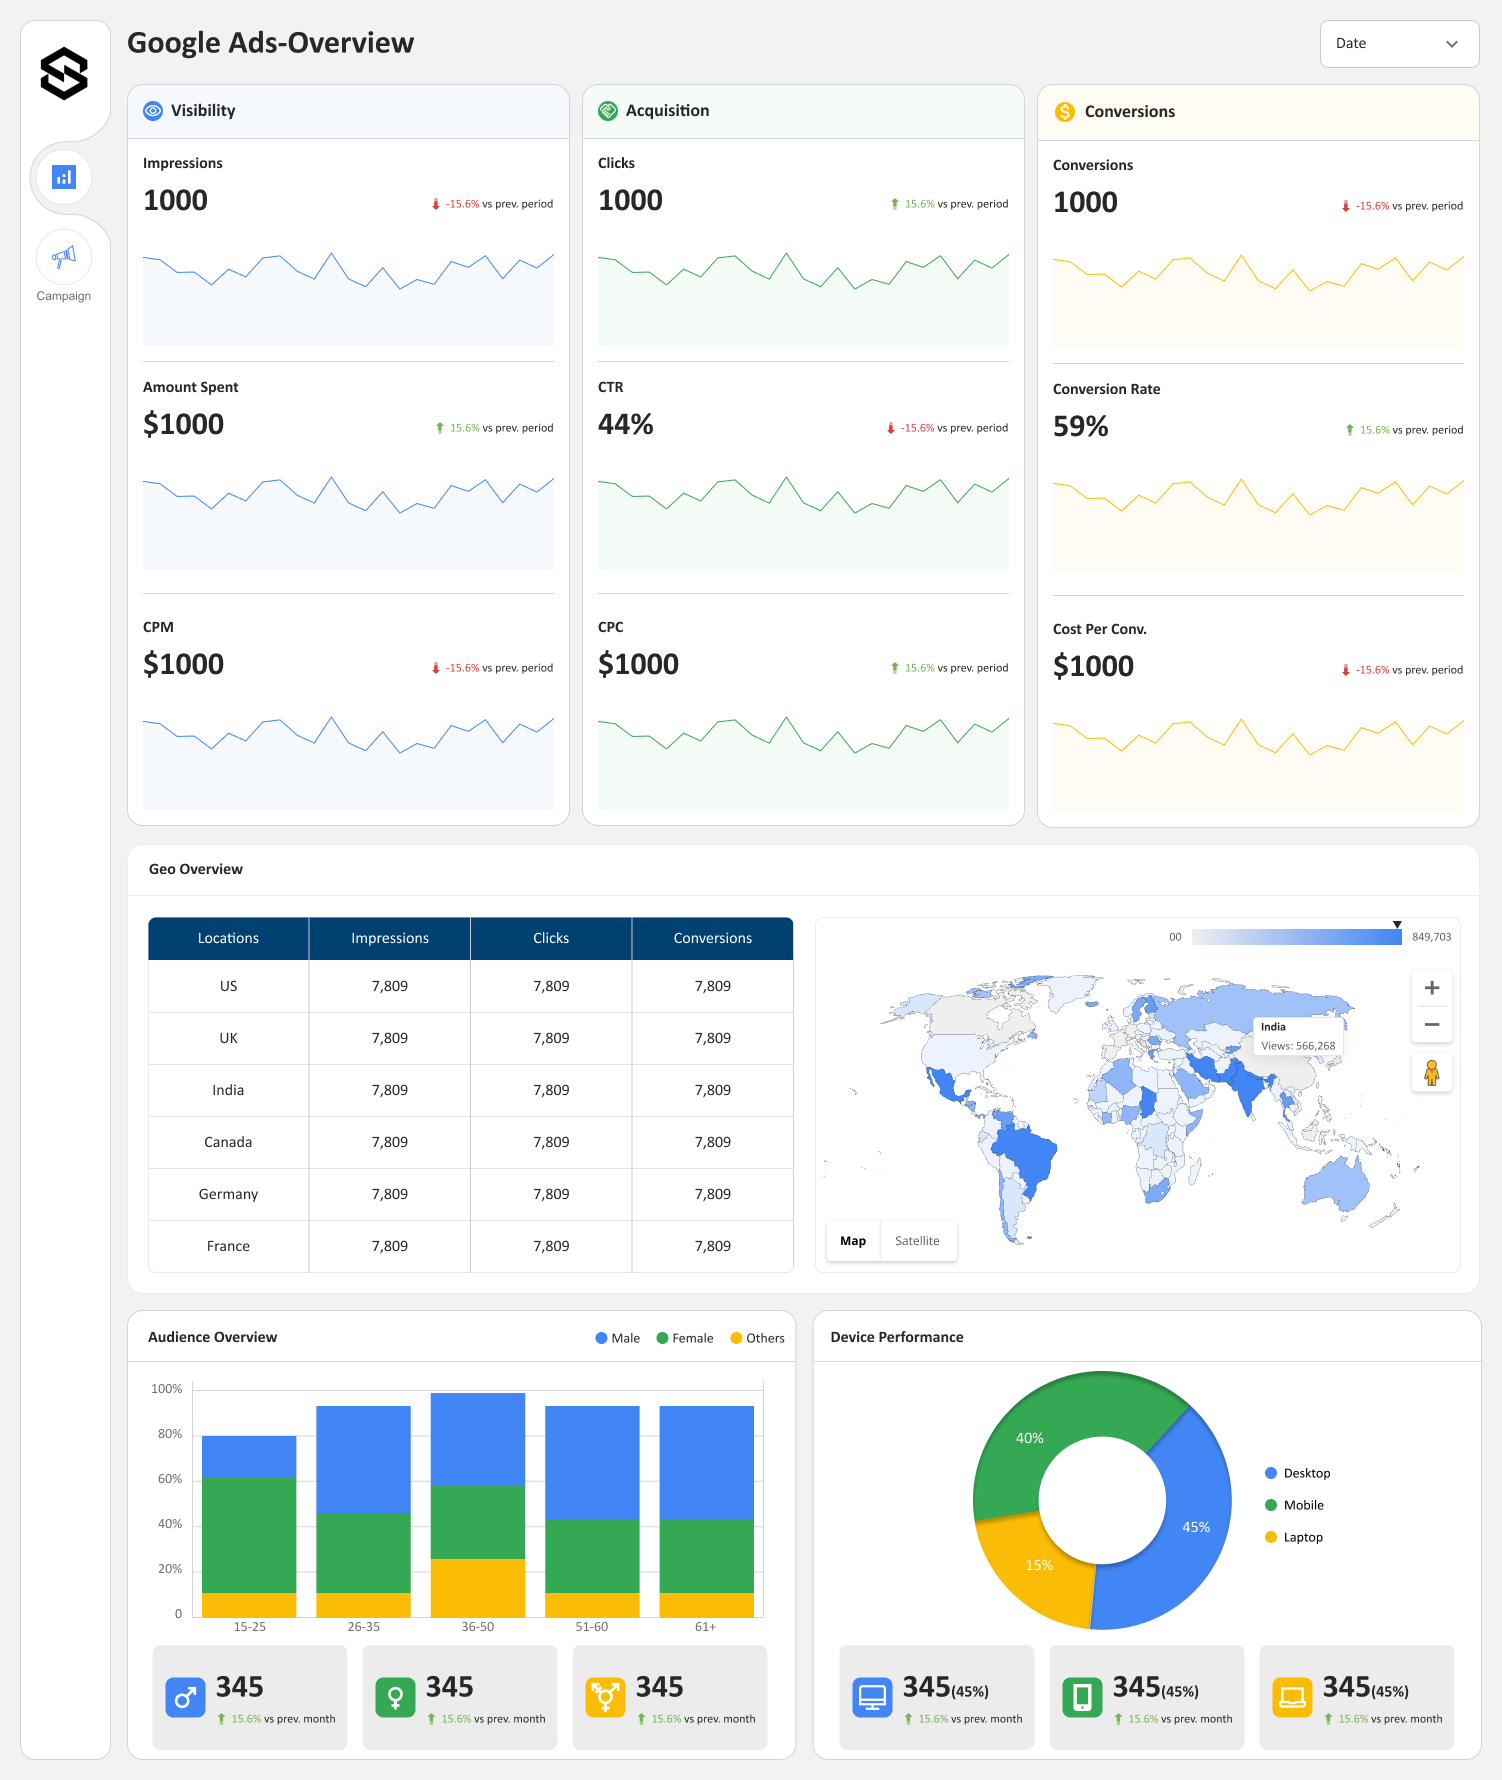 Google Ads-Overview
Date
Campaign
Visibility
Impressions
1000
-15.6% vs prev. period
Amount Spent
$1000
15.6% vs prev. period
CPM
$1000
-15.6% vs prev. period
Acquisition
Clicks
1000
15.6% vs prev. period
CTR
44%
-15.6% vs prev. period
CPC
$1000
15.6% vs prev. period
Conversions
Conversions
1000
-15.6% vs prev. period
Conversion Rate
59%
15.6% vs prev. period
Cost Per Conv.
$1000
-15.6% vs prev. period
Geo Overview
Locations Impressions Clicks Conversions
US 7,809 7,809 7,809
UK 7,809 7,809 7,809
India 7,809 7,809 7,809
Canada 7,809 7,809 7,809
Germany 7,809 7,809 7,809
France 7,809 7,809 7,809
00 849,703
India
Views: 566,268
Map Satellite
Audience Overview
Male Female Others
100%
80%
60%
40%
20%
0
15-25 26-35 36-50 51-60 61+
345
15.6% vs prev. month
345
15.6% vs prev. month
345
15.6% vs prev. month
Device Performance
40%
45%
15%
Desktop
Mobile
Laptop
345(45%)
15.6% vs prev. month
345(45%)
15.6% vs prev. month
345(45%)
15.6% vs prev. month